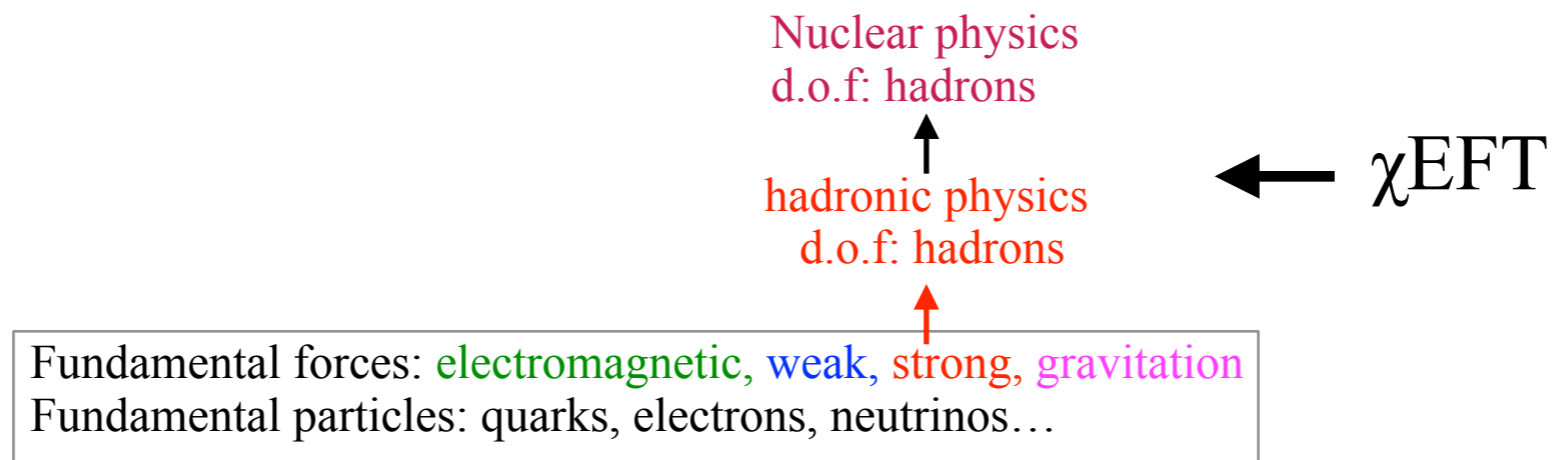 Nuclear physics
d.o.f: hadrons
χEFT
hadronic physics
d.o.f: hadrons
Fundamental forces: electromagnetic, weak, strong, gravitation
Fundamental particles: quarks, electrons, neutrinos…